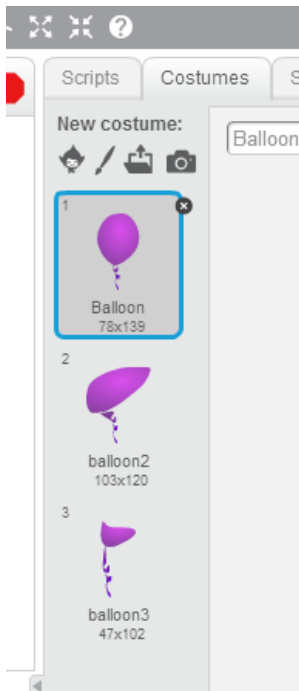 Scripts
Costumes
S
New costume:
Balloon
1
Balloon
78x139
2
balloon2
103x120
3
balloon3
47x102